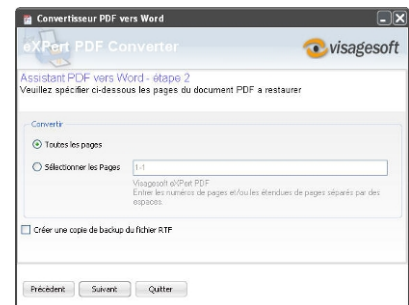 Convertisseur PDF vers Word
eXPert PDF Converter
visagesoft
Assistant PDF vers Word - étape 2
Veuillez spécifier ci-dessous les pages du document PDF a restaurer
Convertir
Toutes les pages
Sélectionner les Pages
1-1
Visagesoft eXPert PDF
Entrer les numéros de pages et/ou les étendues de pages séparés par des
espaces.
Créer une copie de backup du fichier RTF
Précédent
Suivant
Quitter